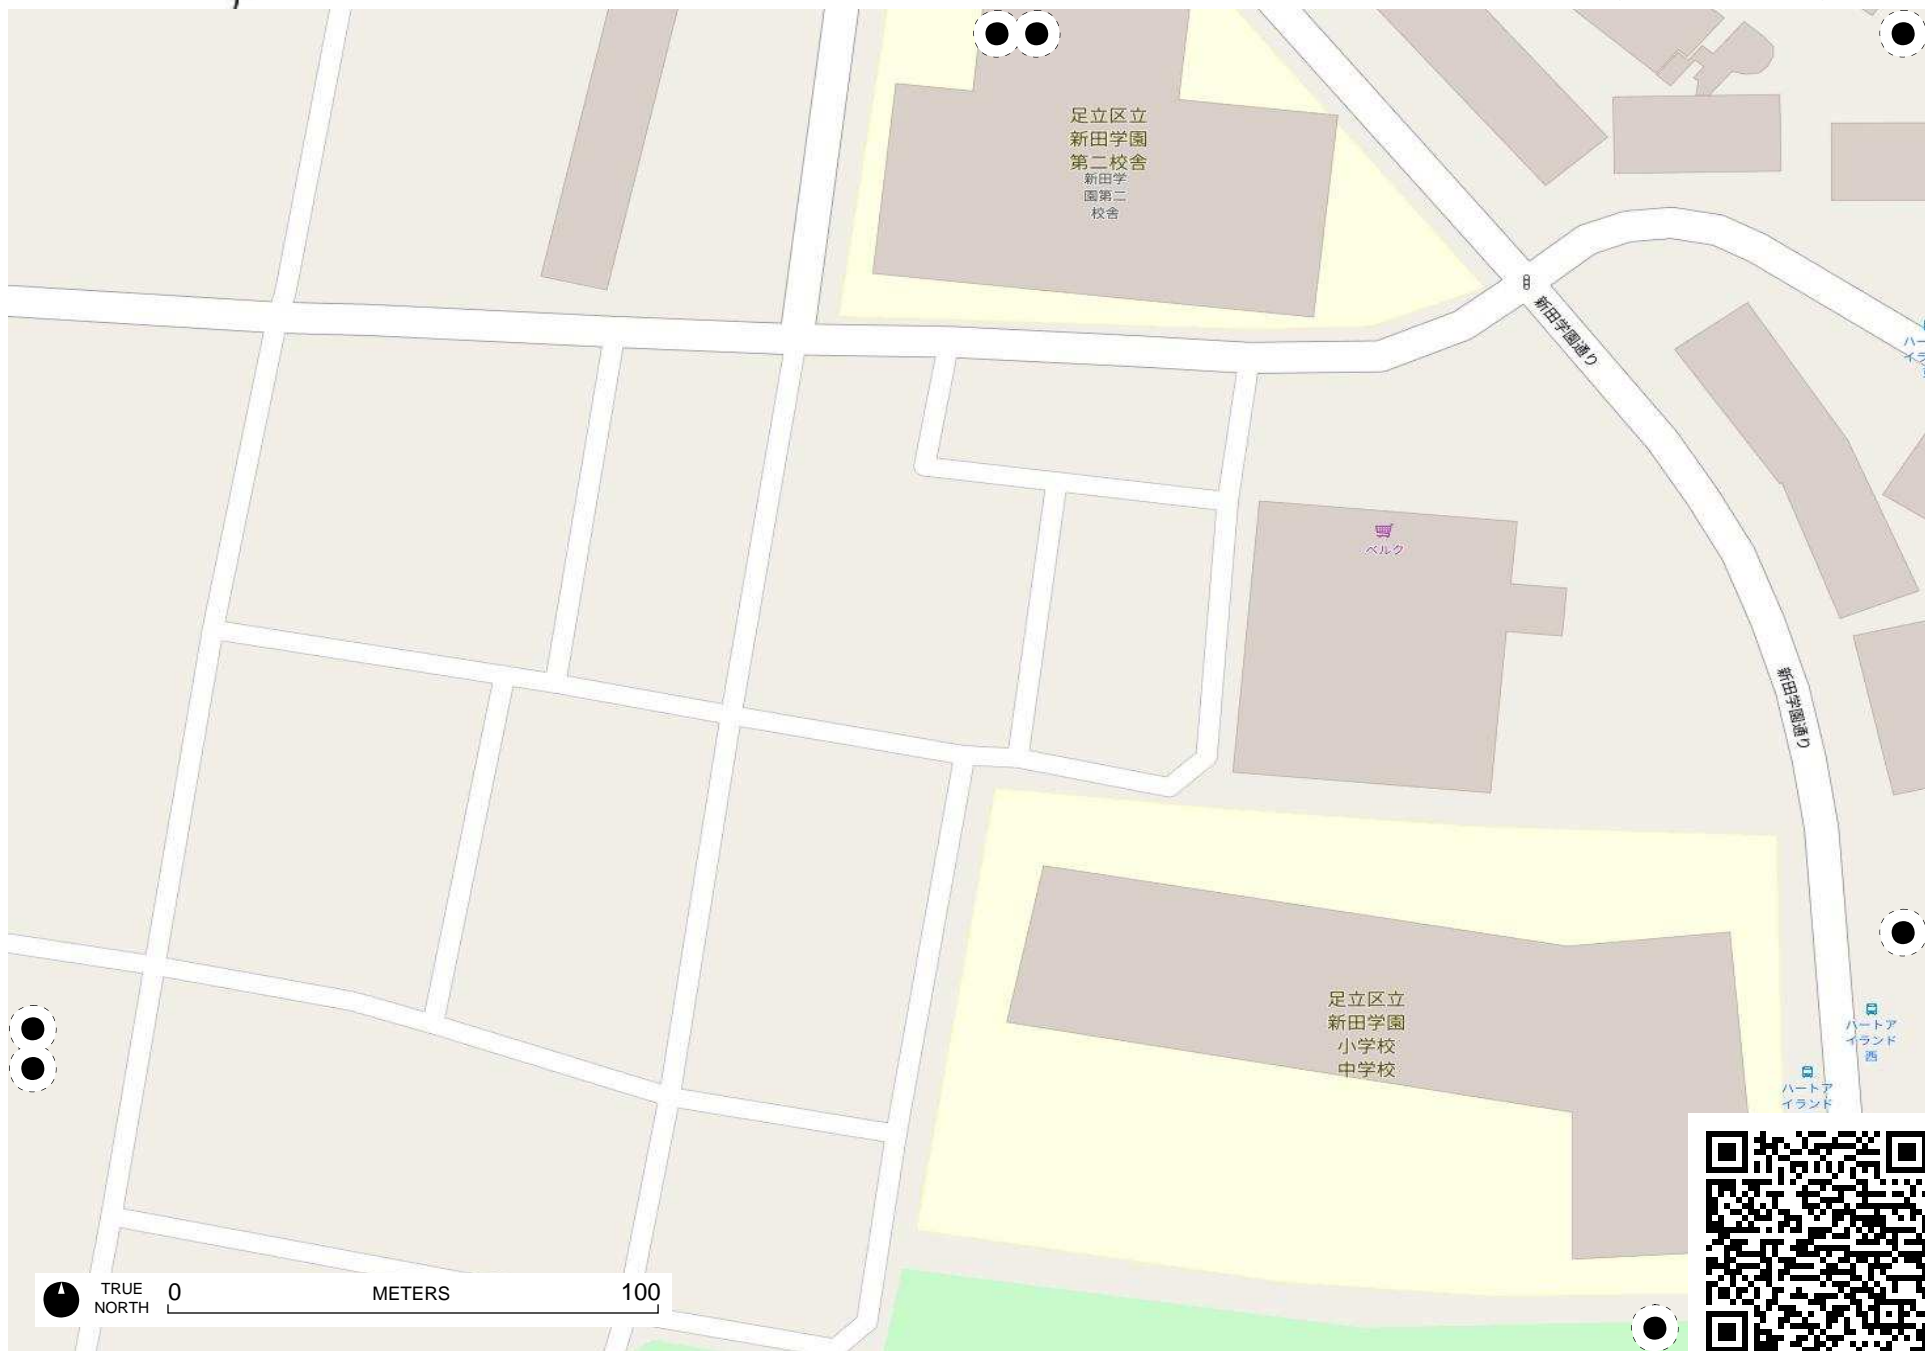 足立区立
新田学園
第二校舎
新田学
園第二
校舎
新田学園通り
ベルク
新田学園通り
足立区立
新田学園
小学校
中学校
ハートア
イランド
西
ハートア
イランド
TRUE
NORTH
0 METERS 100